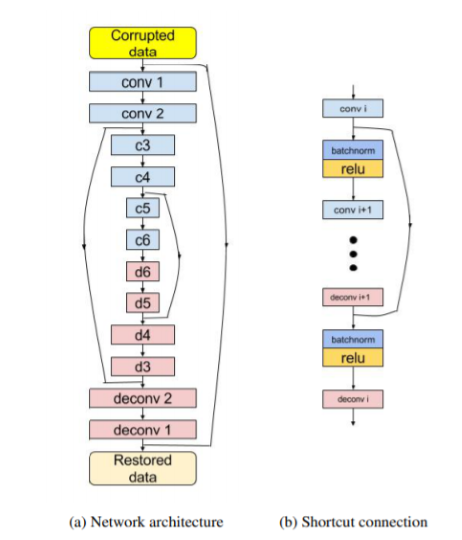 Corrupted
data
conv 1
conv 2
c3
c4
c5
c6
d6
d5
d4
d3
deconv 2
deconv 1
Restored
data
(a) Network architecture
conv i
batchnorm
relu
conv i+1
deconv i+1
batchnorm
relu
deconv i
(b) Shortcut connection